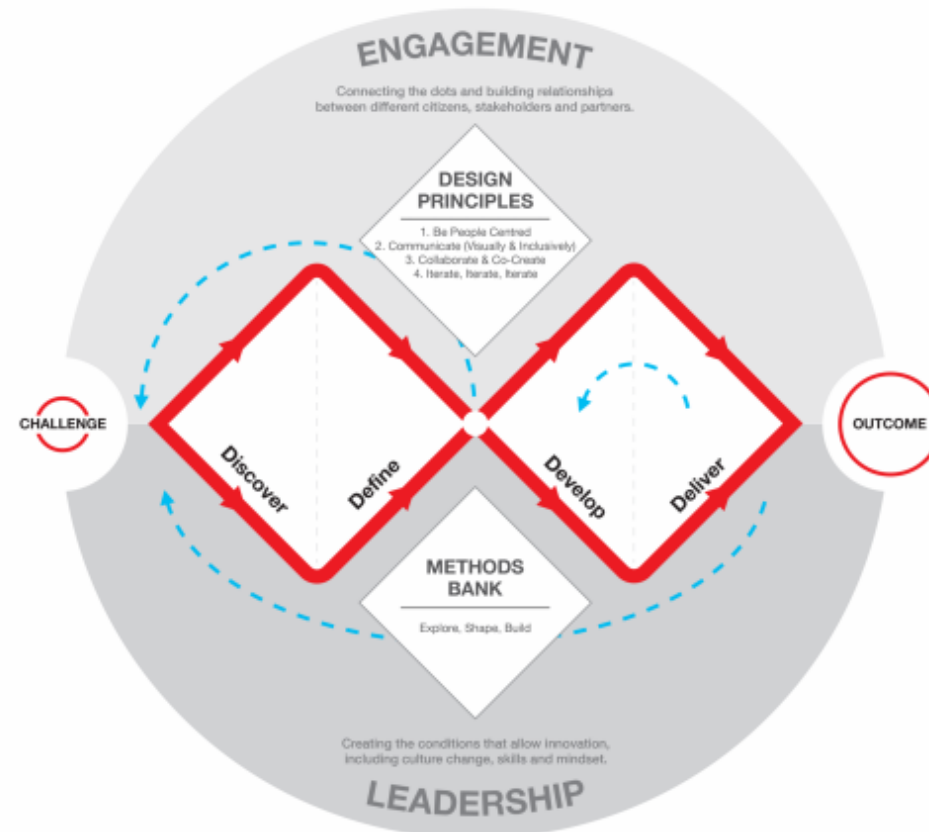 ENGAGEMENT
Connecting the dots and building relationships
between different citizens, stakeholders and partners.
DESIGN
PRINCIPLES
1. Be People Centred
2. Communicate (Visually & Inclusively)
3. Collaborate & Co-Create
4. Iterate, Iterate, Iterate
CHALLENGE
Discover
Define
Develop
Deliver
OUTCOME
METHODS
BANK
Explore, Shape, Build
Creating the conditions that allow innovation,
including culture change, skills and mindset.
LEADERSHIP